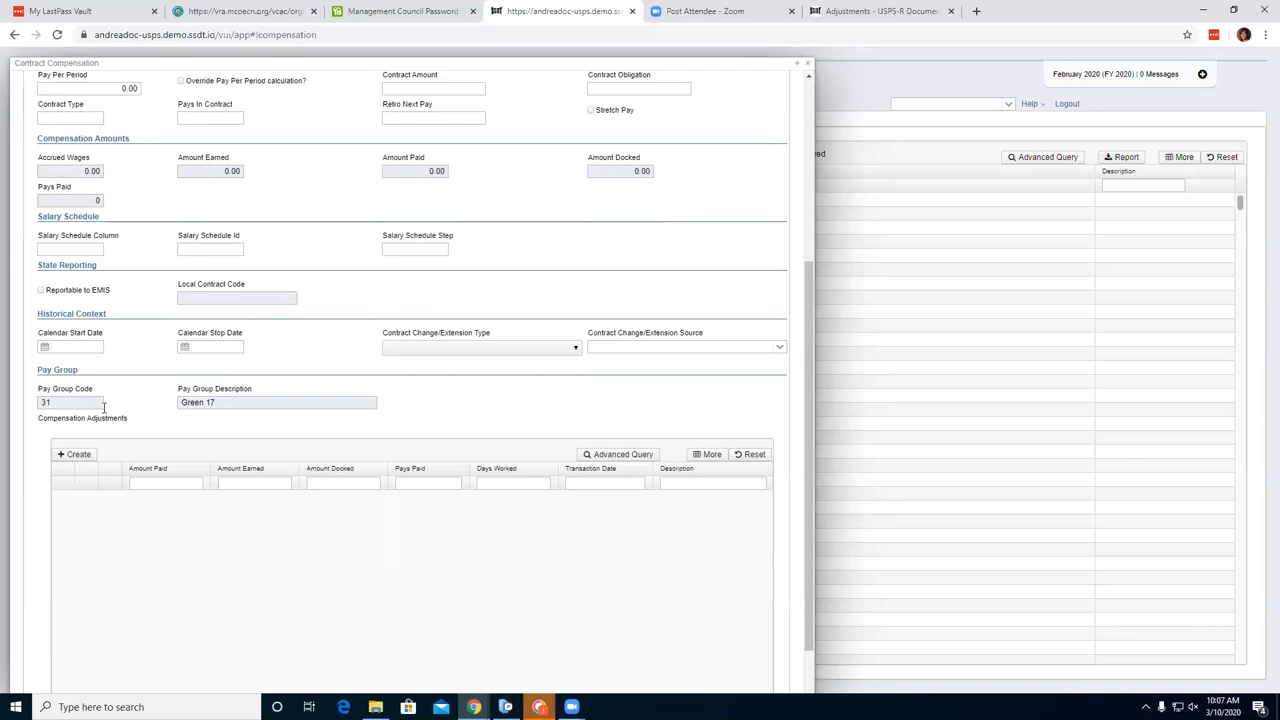 My LastPass Vault
https://vra.mcoecn.org/vcac/org/
Management Council Password
https://andreadoc-usps.demo.ssdt.io
Post Attendee - Zoom
Adjustments - USPS-R Document
andreadoc-usps.demo.ssdt.io/vui/app#!compensation
Contract Compensation
February 2020 (FY 2020) | 0 Messages
Help
Logout
Pay Per Period
0.00
Override Pay Per Period calculation?
Contract Amount
Contract Obligation
Contract Type
Pays In Contract
Retro Next Pay
Stretch Pay
Compensation Amounts
Accrued Wages
Amount Earned
Amount Paid
Amount Docked
0.00
0.00
0.00
0.00
Pays Paid
0
Salary Schedule
Salary Schedule Column
Salary Schedule Id
Salary Schedule Step
State Reporting
Reportable to EMIS
Local Contract Code
Historical Context
Calendar Start Date
Calendar Stop Date
Contract Change/Extension Type
Contract Change/Extension Source
Pay Group
Pay Group Code
Pay Group Description
31
Green 17
Compensation Adjustments
Create
Advanced Query
More
Reset
Amount Paid
Amount Earned
Amount Docked
Pays Paid
Days Worked
Transaction Date
Description
Advanced Query
Report
More
Reset
Description
Type here to search
10:07 AM
3/10/2020
4